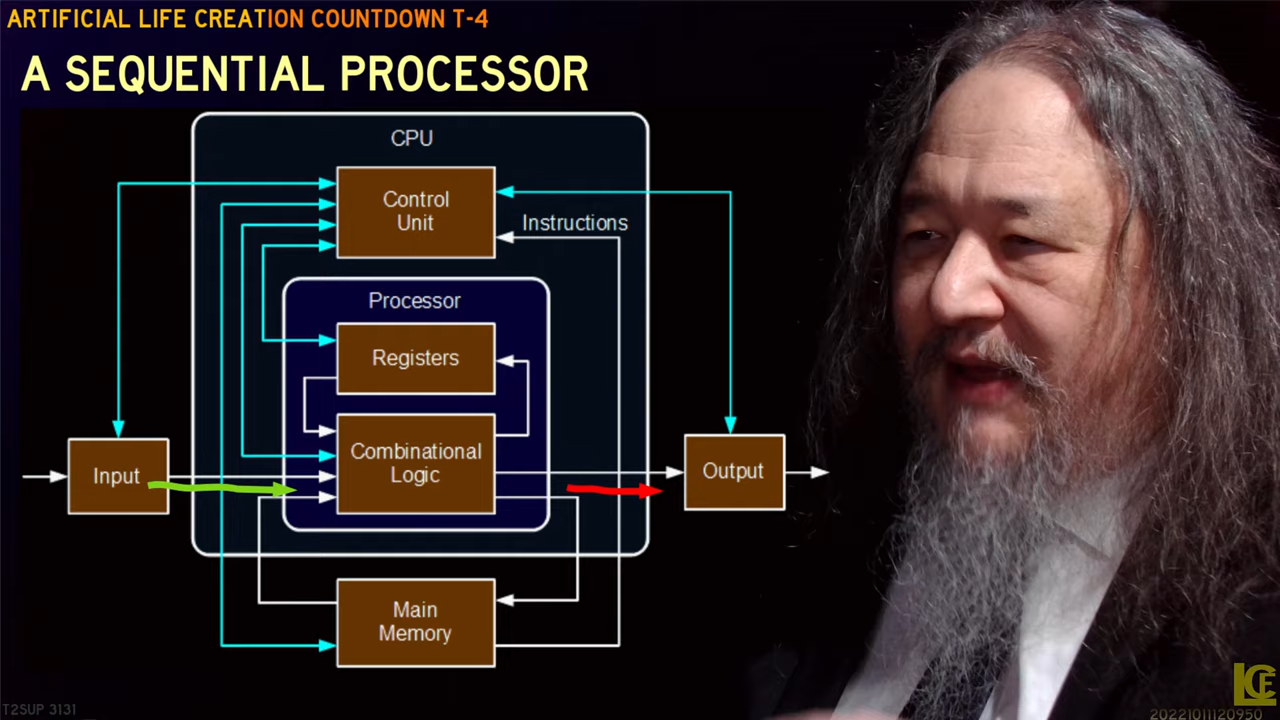 ARTIFICIAL LIFE CREATION COUNTDOWN T-4
A SEQUENTIAL PROCESSOR
CPU
Control
Unit
Instructions
Processor
Registers
Combinational
Logic
Input
Output
Main
Memory
T2SUP 3131
20221011120950